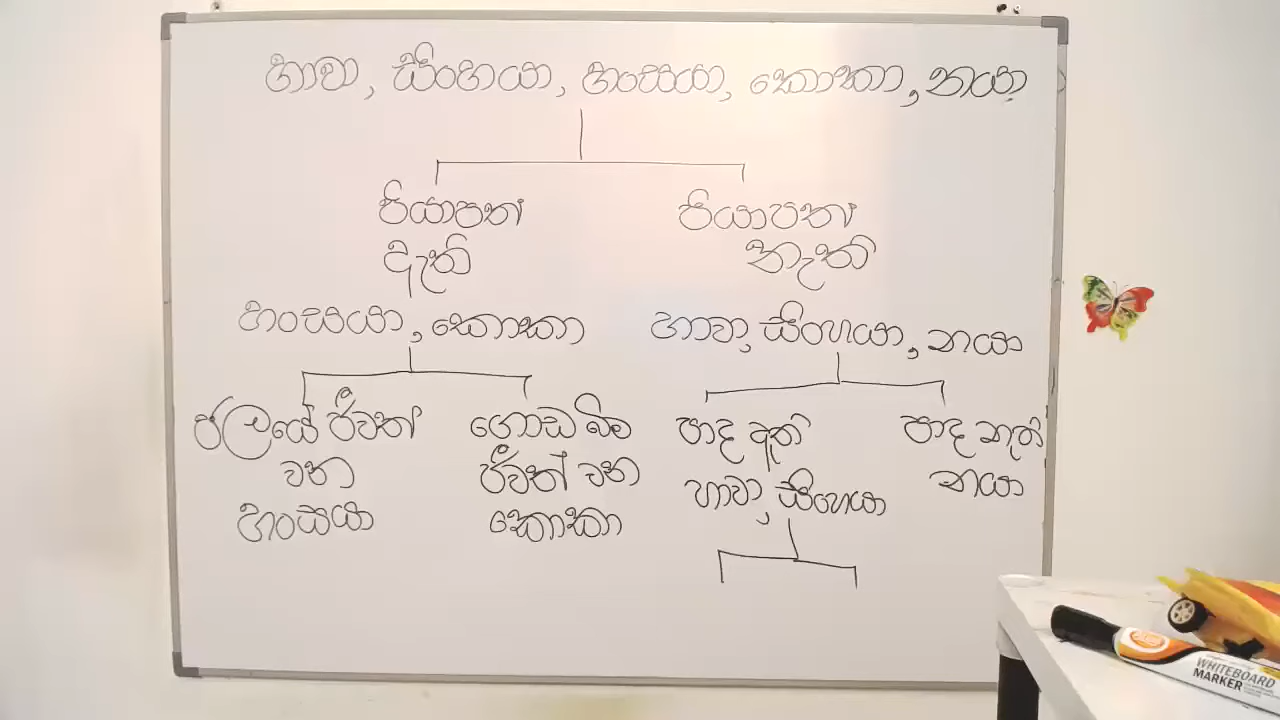 හාවා, සිංහයා, හංසයා, කොකා, නයා
පියාපත් ඇති
පියාපත් නැති
හංසයා, කොකා
හාවා, සිංහයා, නයා
ජලයේ ජීවත් වන හංසයා
ගොඩබිම ජීවත් වන කොකා
පාද ඇති
හාවා, සිංහයා
පාද නැති
නයා
WHITEBOARD
MARKER